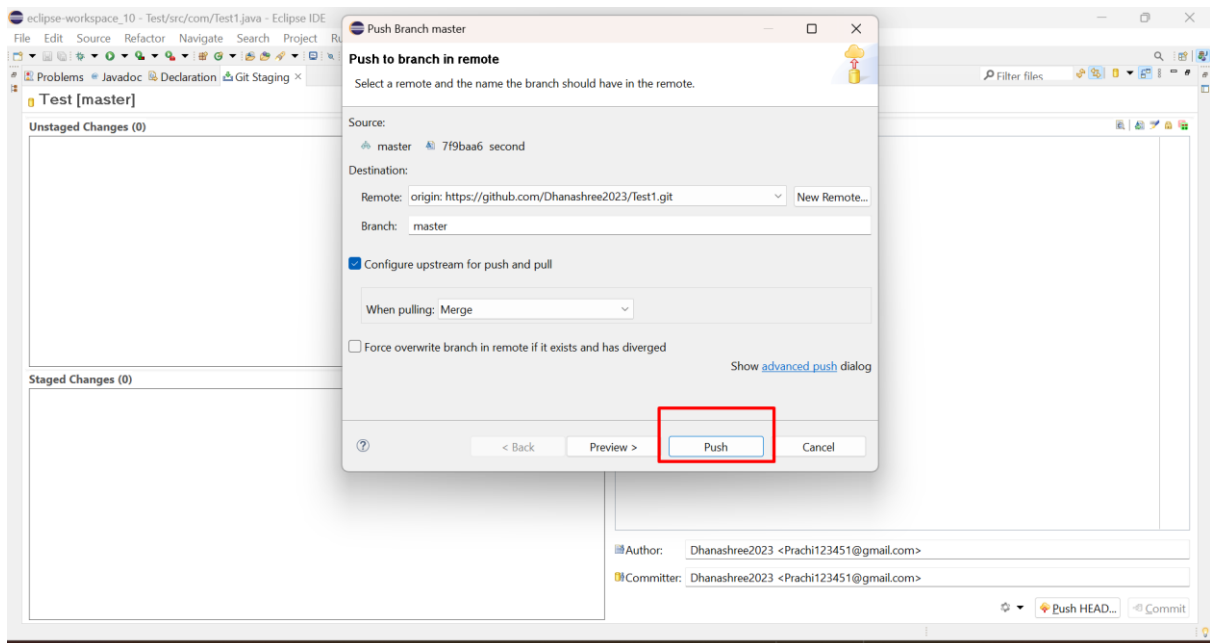 eclipse-workspace_10 - Test/src/com/Test1.java - Eclipse IDE
File Edit Source Refactor Navigate Search Project
Problems Javadoc Declaration Git Staging ×
Filter files
Test [master]
Unstaged Changes (0)
Staged Changes (0)
Push Branch master
Push to branch in remote
Select a remote and the name the branch should have in the remote.
Source:
master 7f9baa6 second
Destination:
Remote: origin: https://github.com/Dhanashree2023/Test1.git New Remote...
Branch: master
Configure upstream for push and pull
When pulling: Merge
Force overwrite branch in remote if it exists and has diverged
Show advanced push dialog
? < Back Preview > Push Cancel
Author: Dhanashree2023 <Prachi123451@gmail.com>
Committer: Dhanashree2023 <Prachi123451@gmail.com>
Push HEAD... Commit